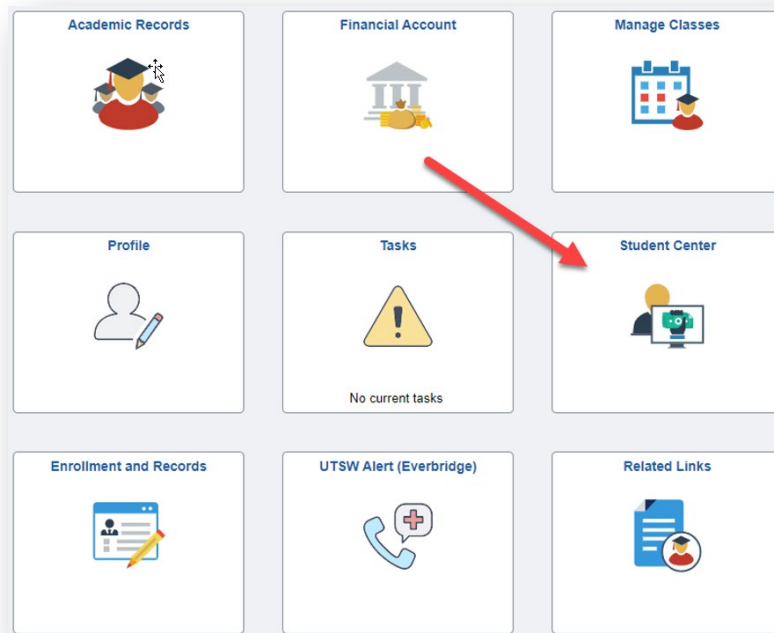 Academic Records
Financial Account
Manage Classes
Profile
Tasks
Student Center
No current tasks
Enrollment and Records
UTSW Alert (Everbridge)
Related Links